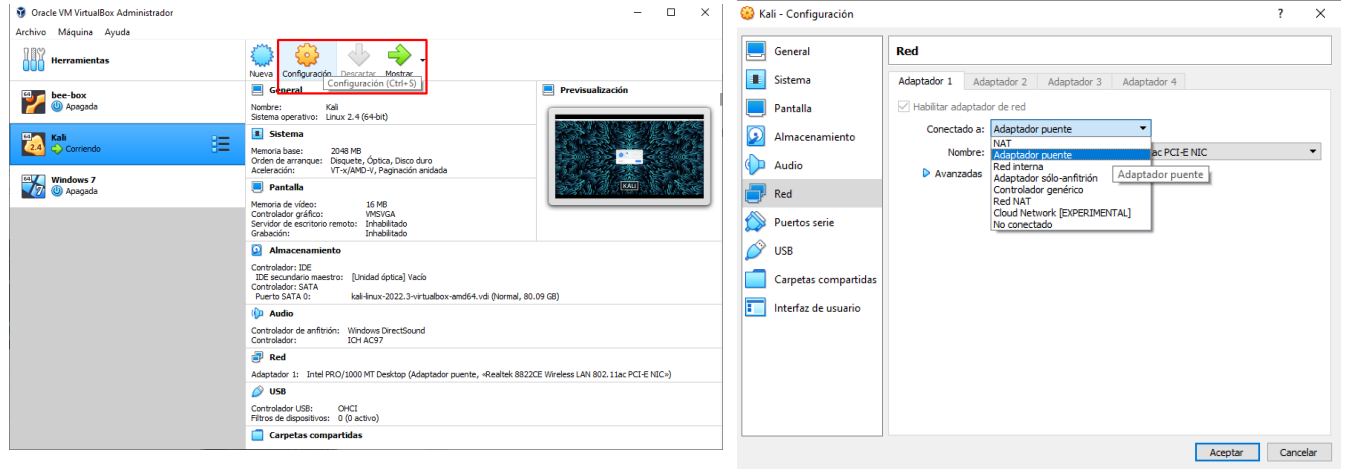 Oracle VM VirtualBox Administrador
Archivo Máquina Ayuda
Herramientas
Nueva Configuración Descartar Mostrar
Configuración (Ctrl+S)
64
bee-box
Apagada
64
2.4
Kali
Corriendo
64
7
Windows 7
Apagada
General
Nombre: Kali
Sistema operativo: Linux 2.4 (64-bit)
Sistema
Memoria base: 2048 MB
Orden de arranque: Disquete, Óptica, Disco duro
Aceleración: VT-x/AMD-V, Paginación anidada
Pantalla
Memoria de vídeo: 16 MB
Controlador gráfico: VMSVGA
Servidor de escritorio remoto: Inhabilitado
Grabación: Inhabilitado
Almacenamiento
Controlador: IDE
IDE secundario maestro: [Unidad óptica] Vacío
Controlador: SATA
Puerto SATA 0: kali-linux-2022.3-virtualbox-amd64.vdi (Normal, 80.09 GB)
Audio
Controlador de anfitrión: Windows DirectSound
Controlador: ICH AC97
Red
Adaptador 1: Intel PRO/1000 MT Desktop (Adaptador puente, «Realtek 8822CE Wireless LAN 802.11ac PCI-E NIC»)
USB
Controlador USB: OHCI
Filtros de dispositivos: 0 (0 activo)
Carpetas compartidas
Previsualización
KALI
Kali - Configuración
General
Sistema
Pantalla
Almacenamiento
Audio
Red
Puertos serie
USB
Carpetas compartidas
Interfaz de usuario
Red
Adaptador 1 Adaptador 2 Adaptador 3 Adaptador 4
Habilitar adaptador de red
Conectado a: Adaptador puente
Nombre: ac PCI-E NIC
Avanzadas
NAT
Adaptador puente
Red interna
Adaptador sólo-anfitrión
Controlador genérico
Red NAT
Cloud Network [EXPERIMENTAL]
No conectado
Adaptador puente
Aceptar Cancelar